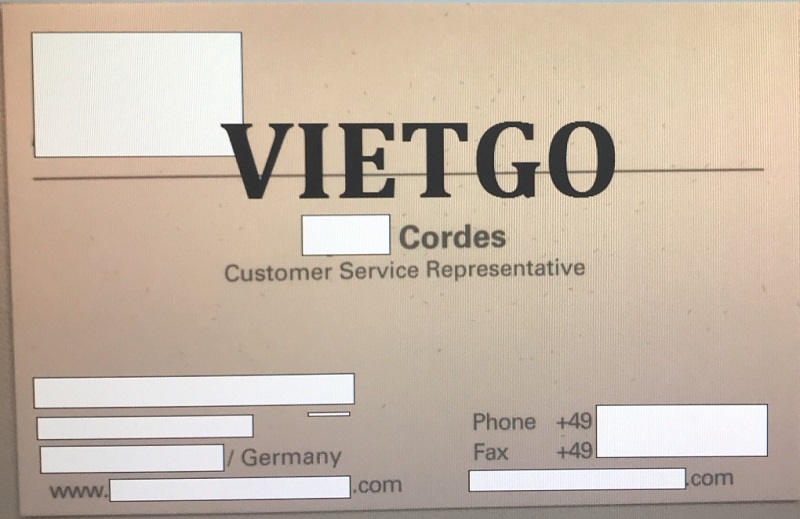 VIETGO
Cordes
Customer Service Representative
/ Germany
www. .com
Phone +49
Fax +49
.com